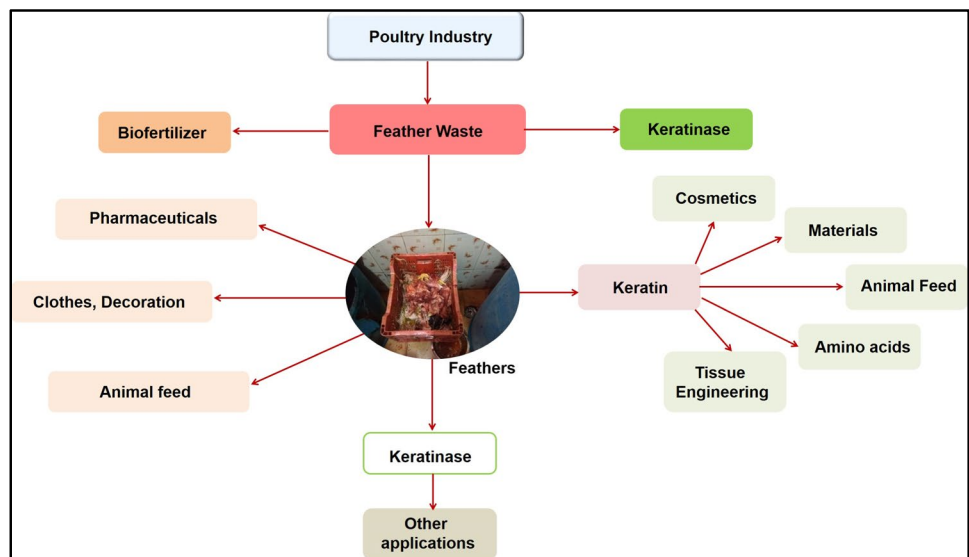 Poultry Industry
Biofertilizer
Feather Waste
Keratinase
Pharmaceuticals
Cosmetics
Materials
Clothes, Decoration
Keratin
Animal Feed
Feathers
Amino acids
Animal feed
Tissue
Engineering
Keratinase
Other
applications